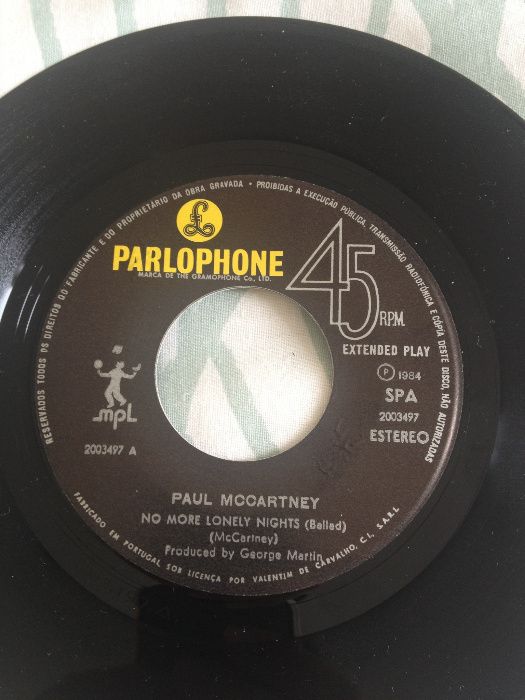 RESERVADOS TODOS OS DIREITOS DO FABRICANTE E DO PROPRIETÁRIO DA OBRA GRAVADA • PROIBIDAS A EXECUÇÃO PÚBLICA, TRANSMISSÃO RADIOFÓNICA E CÓPIA DESTE DISCO, NÃO AUTORIZADAS
£
PARLOPHONE
MARCA DE THE GRAMOPHONE Co., LTD.
45 RPM
EXTENDED PLAY
℗ 1984
SPA
2003497
ESTEREO
mpL
2003497 A
PAUL MCCARTNEY
NO MORE LONELY NIGHTS (Ballad)
(McCartney)
Produced by George Martin
FABRICADO EM PORTUGAL SOB LICENÇA POR VALENTIM DE CARVALHO, C.I., S.A.R.L